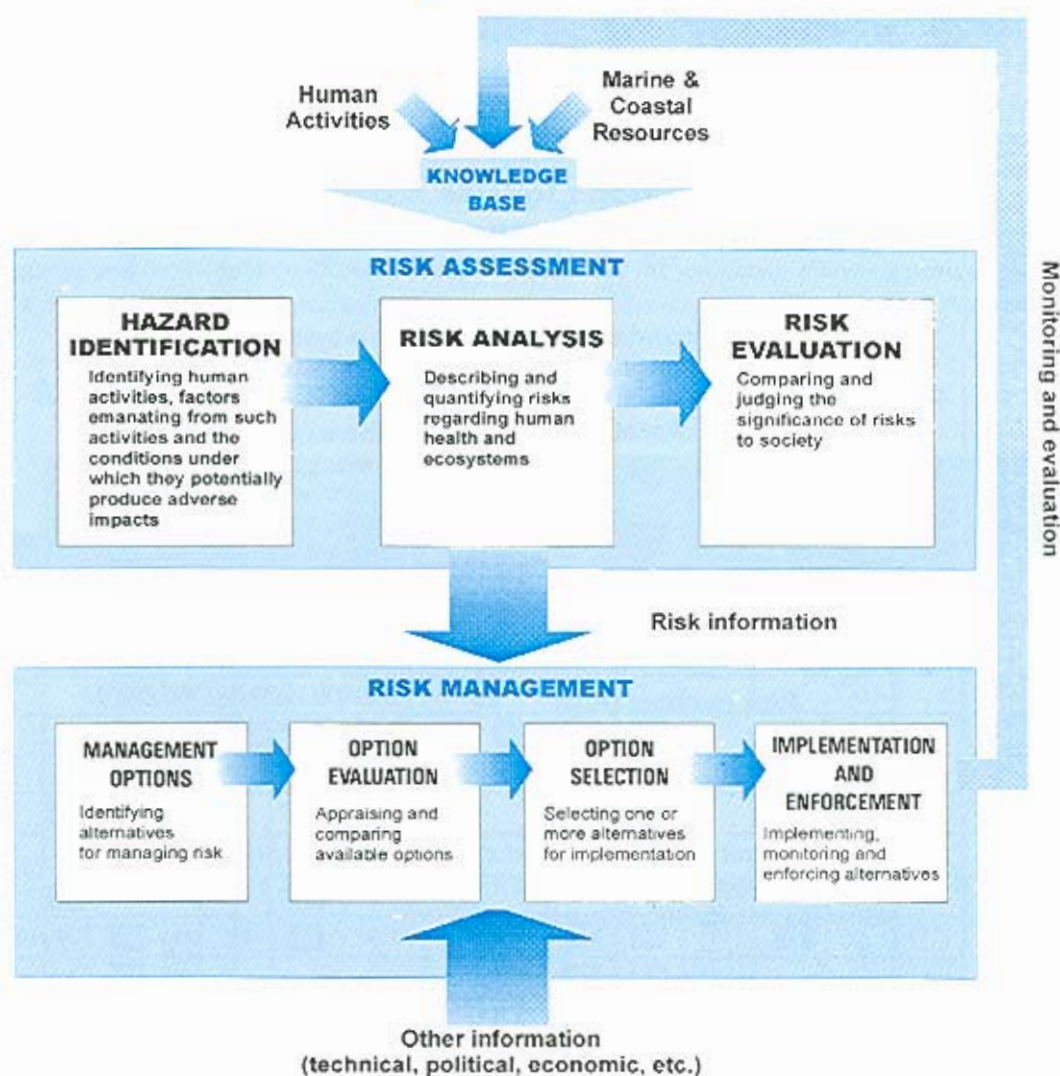 Human
Activities
Marine &
Coastal
Resources
KNOWLEDGE
BASE
RISK ASSESSMENT
HAZARD
IDENTIFICATION
Identifying human
activities, factors
emanating from such
activities and the
conditions under
which they potentially
produce adverse
impacts
RISK ANALYSIS
Describing and
quantifying risks
regarding human
health and
ecosystems
RISK
EVALUATION
Comparing and
judging the
significance of risks
to society
Monitoring and evaluation
Risk information
RISK MANAGEMENT
MANAGEMENT
OPTIONS
Identifying
alternatives
for managing risk
OPTION
EVALUATION
Appraising and
comparing
available options
OPTION
SELECTION
Selecting one or
more alternatives
for implementation
IMPLEMENTATION
AND
ENFORCEMENT
Implementing,
monitoring and
enforcing alternatives
Other information
(technical, political, economic, etc.)